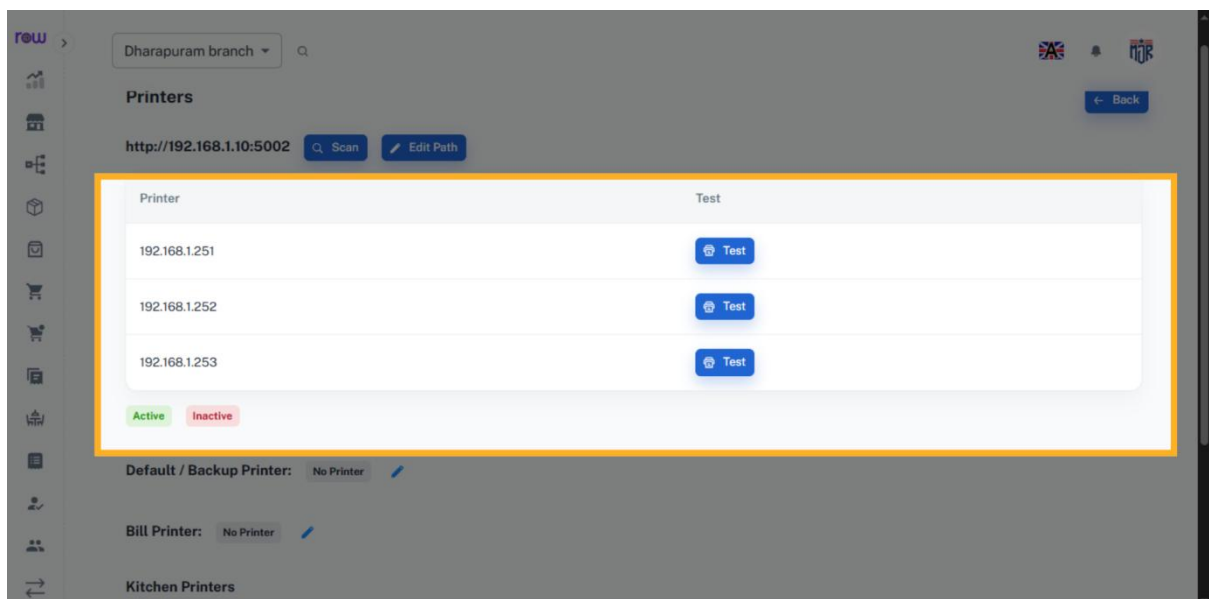 row
Dharapuram branch
Printers
← Back
http://192.168.1.10:5002 Scan Edit Path
Printer Test
192.168.1.251 Test
192.168.1.252 Test
192.168.1.253 Test
Active Inactive
Default / Backup Printer: No Printer
Bill Printer: No Printer
Kitchen Printers